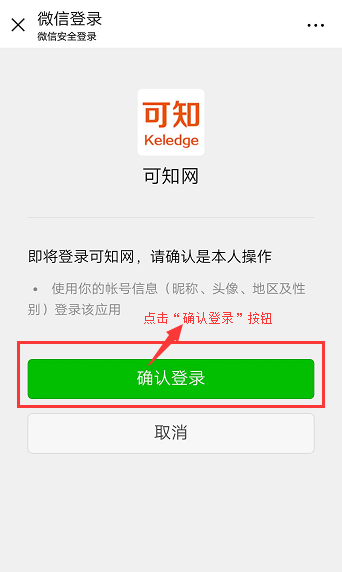 微信登录
微信安全登录
可知
Keledge
可知网
即将登录可知网，请确认是本人操作
• 使用你的帐号信息（昵称、头像、地区及性
别）登录该应用
点击“确认登录”按钮
确认登录
取消